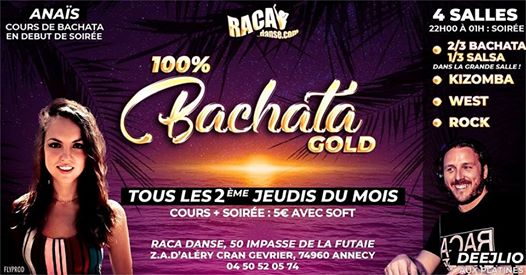 ANAÏS
COURS DE BACHATA
EN DEBUT DE SOIRÉE
RACA
danse.com
4 SALLES
22H00 À 01H : SOIRÉE
2/3 BACHATA
1/3 SALSA
DANS LA GRANDE SALLE !
KIZOMBA
WEST
ROCK
100%
Bachata
GOLD
TOUS LES 2ÈME JEUDIS DU MOIS
COURS + SOIRÉE : 5€ AVEC SOFT
RACA DANSE, 50 IMPASSE DE LA FUTAIE
Z.A.D'ALÉRY CRAN GEVRIER, 74960 ANNECY
04 50 52 05 74
FLYPROD
RACA
DEEJLIO
AUX PLATINES